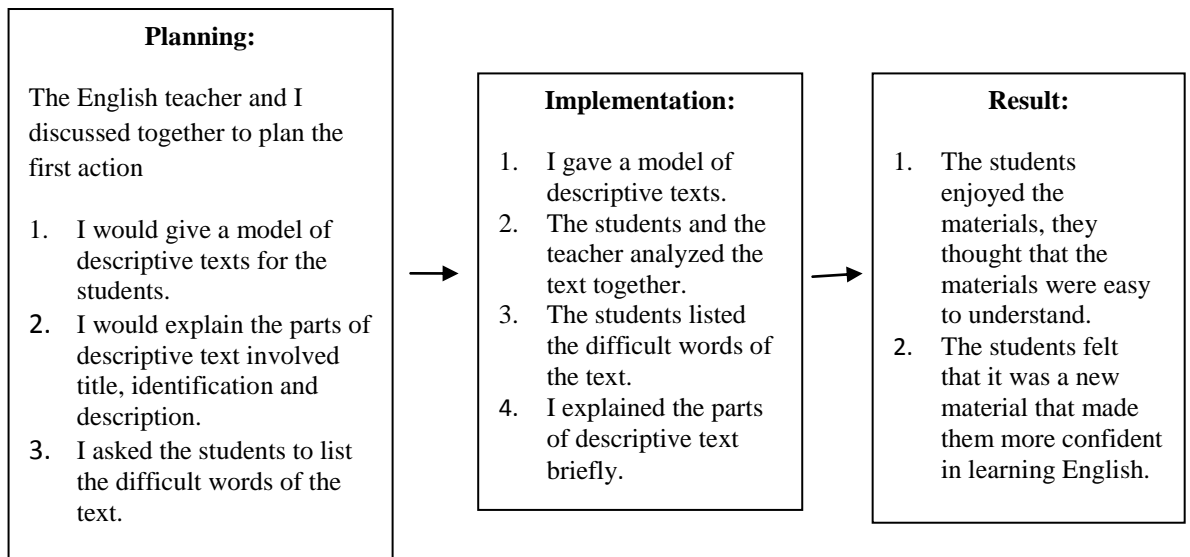 Planning:
The English teacher and I
discussed together to plan the
first action
1. I would give a model of
descriptive texts for the
students.
2. I would explain the parts of
descriptive text involved
title, identification and
description.
3. I asked the students to list
the difficult words of the
text.
Implementation:
1. I gave a model of
descriptive texts.
2. The students and the
teacher analyzed the
text together.
3. The students listed
the difficult words of
the text.
4. I explained the parts
of descriptive text
briefly.
Result:
1. The students
enjoyed the
materials, they
thought that the
materials were easy
to understand.
2. The students felt
that it was a new
material that made
them more confident
in learning English.